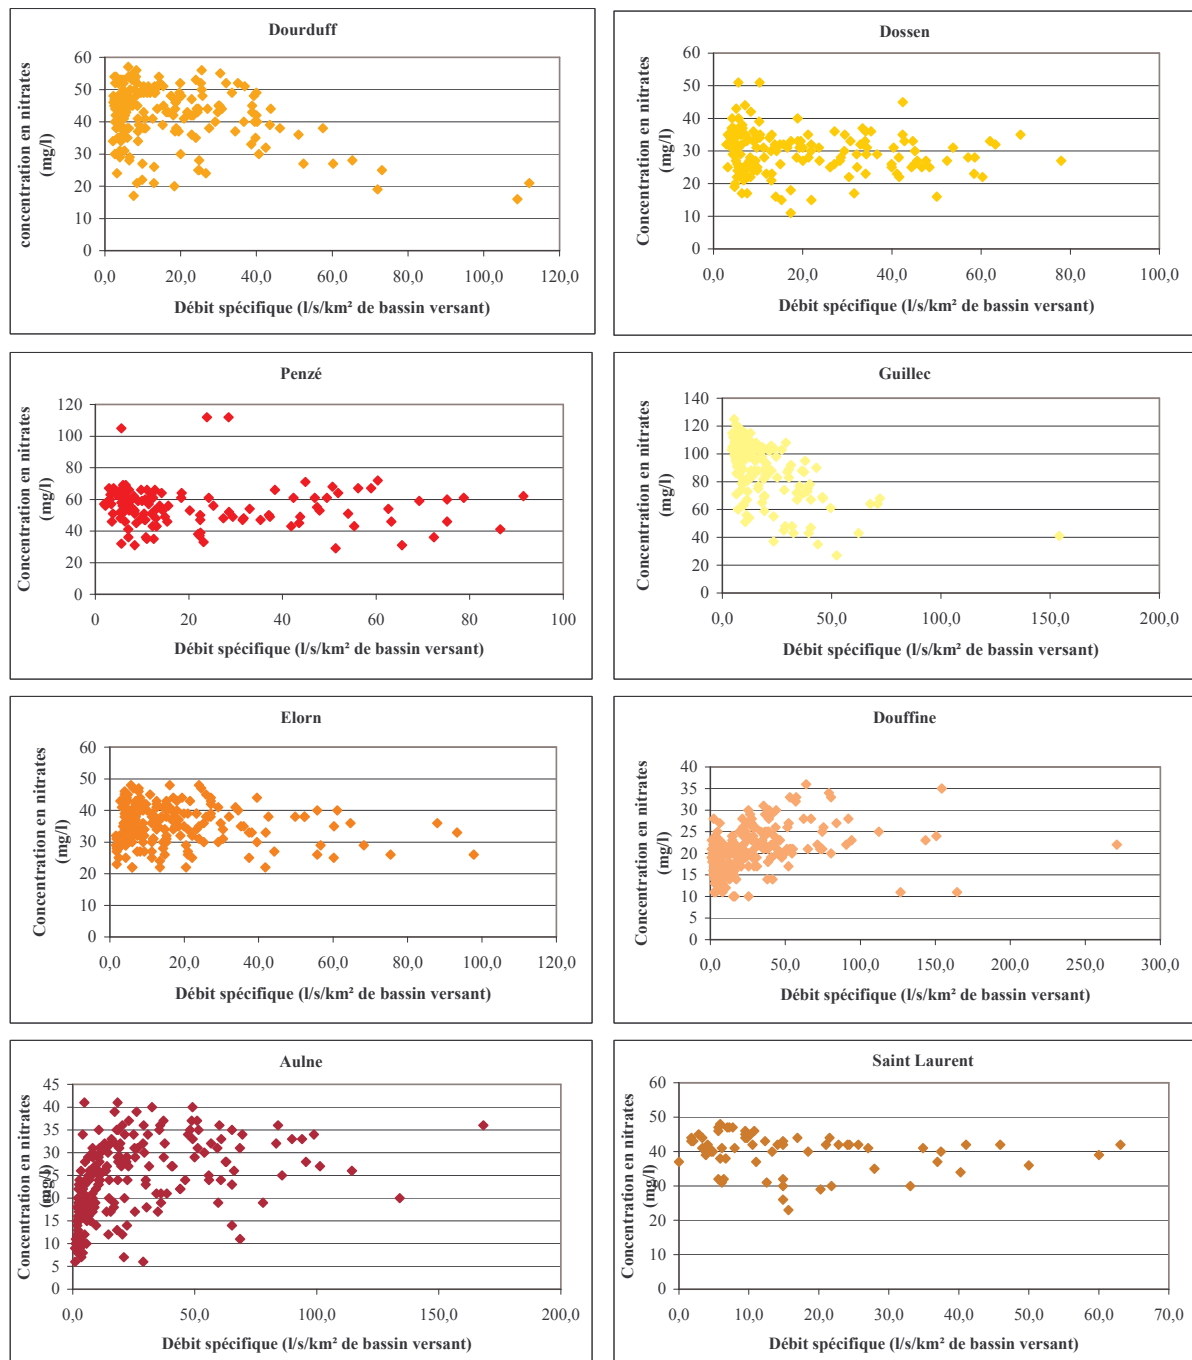 Dourduff
concentration en nitrates
(mg/l)
60
50
40
30
20
10
0
0,0 20,0 40,0 60,0 80,0 100,0 120,0
Débit spécifique (l/s/km² de bassin versant)
Dossen
Concentration en nitrates
(mg/l)
60
50
40
30
20
10
0
0,0 20,0 40,0 60,0 80,0 100,0
Débit spécifique (l/s/km² de bassin versant)
Penzé
Concentration en nitrates
(mg/l)
120
100
80
60
40
20
0
0 20 40 60 80 100
Débit spécifique (l/s/km² de bassin versant)
Guillec
Concentration en nitrates
(mg/l)
140
120
100
80
60
40
20
0
0,0 50,0 100,0 150,0 200,0
Débit spécifique (l/s/km² de bassin versant)
Elorn
Concentration en nitrates
(mg/l)
60
50
40
30
20
10
0
0,0 20,0 40,0 60,0 80,0 100,0 120,0
Débit spécifique (l/s/km² de bassin versant)
Douffine
Concentration en nitrates
(mg/l)
40
35
30
25
20
15
10
5
0
0,0 50,0 100,0 150,0 200,0 250,0 300,0
Débit spécifique (l/s/km² de bassin versant)
Aulne
Concentration en nitrates
(mg/l)
45
40
35
30
25
20
15
10
5
0
0,0 50,0 100,0 150,0 200,0
Débit spécifique (l/s/km² de bassin versant)
Saint Laurent
Concentration en nitrates
(mg/l)
60
50
40
30
20
10
0
0,0 10,0 20,0 30,0 40,0 50,0 60,0 70,0
Débit spécifique (l/s/km² de bassin versant)